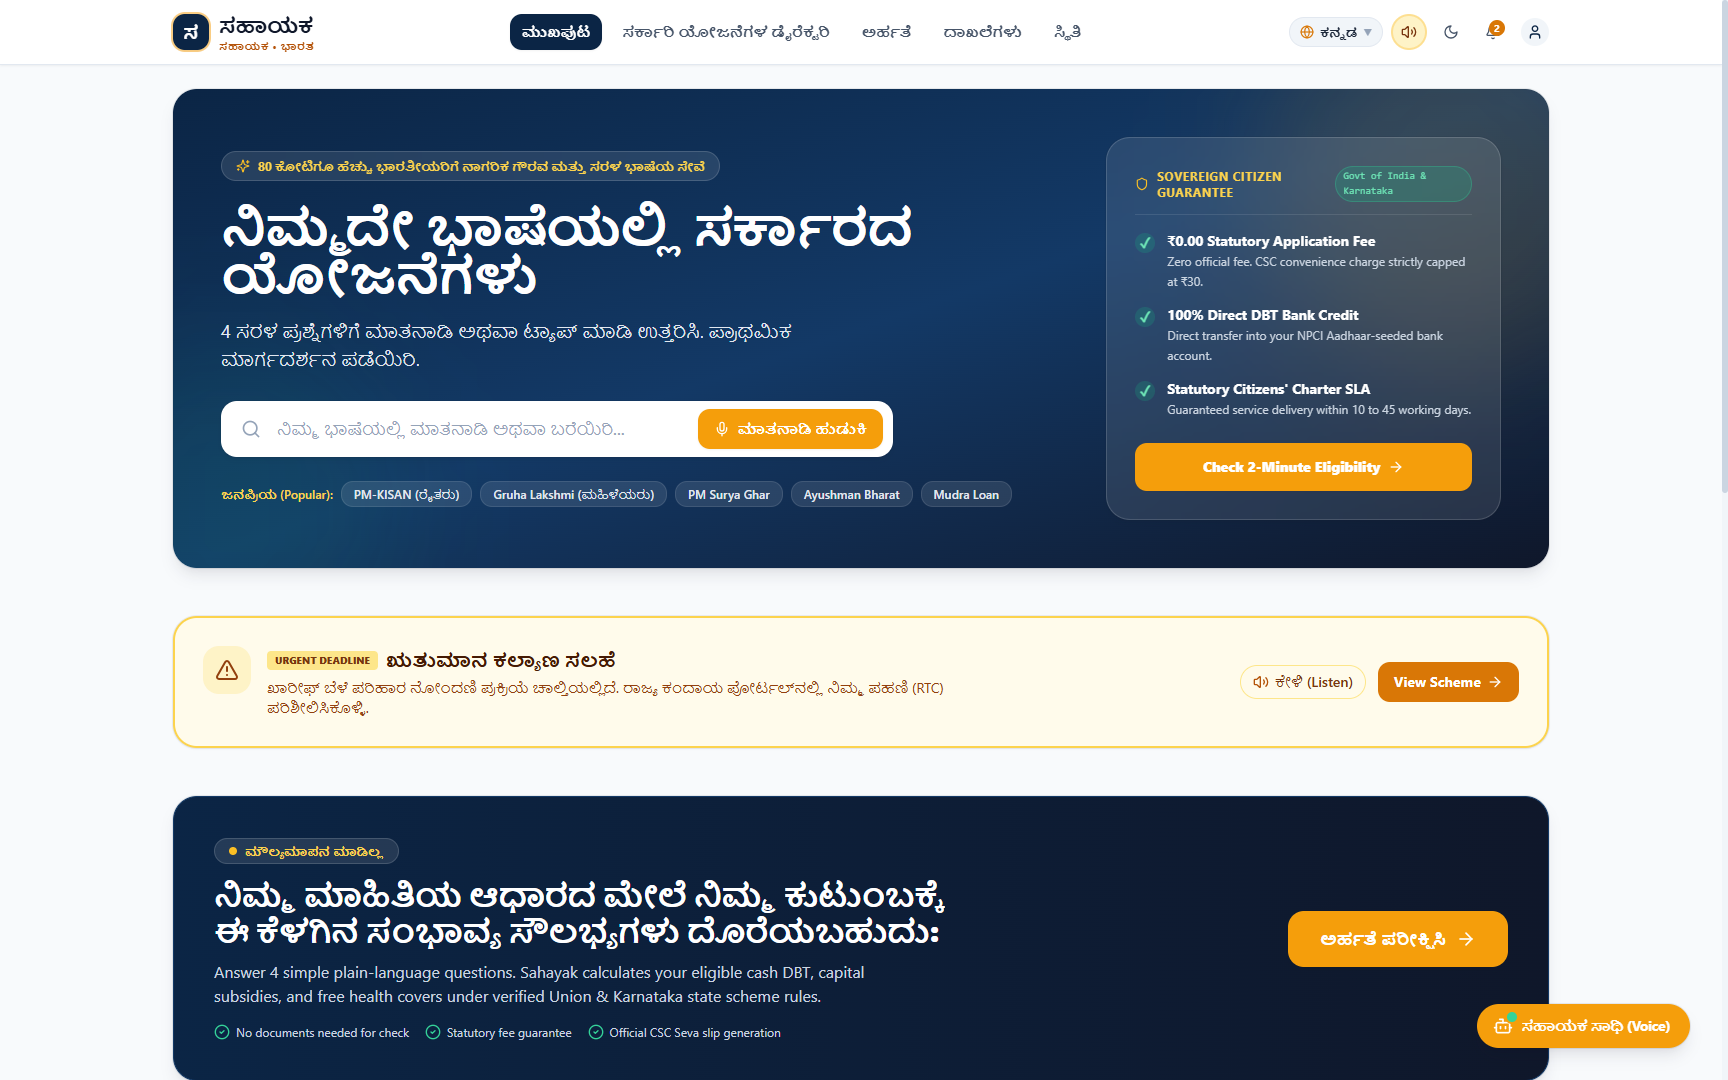 ಸ
ಸಹಾಯಕ
ಸಹಾಯಕ • ಭಾರತ
ಮುಖಪುಟ
ಸರ್ಕಾರಿ ಯೋಜನೆಗಳ ಡೈರೆಕ್ಟರಿ
ಅರ್ಹತೆ
ದಾಖಲೆಗಳು
ಸ್ಥಿತಿ
ಕನ್ನಡ
2
80 ಕೋಟಿಗೂ ಹೆಚ್ಚು ಭಾರತೀಯರಿಗೆ ನಾಗರಿಕ ಗೌರವ ಮತ್ತು ಸರಳ ಭಾಷೆಯ ಸೇವೆ
ನಿಮ್ಮದೇ ಭಾಷೆಯಲ್ಲಿ ಸರ್ಕಾರದ
ಯೋಜನೆಗಳು
4 ಸರಳ ಪ್ರಶ್ನೆಗಳಿಗೆ ಮಾತನಾಡಿ ಅಥವಾ ಟ್ಯಾಪ್ ಮಾಡಿ ಉತ್ತರಿಸಿ. ಪ್ರಾಥಮಿಕ
ಮಾರ್ಗದರ್ಶನ ಪಡೆಯಿರಿ.
ನಿಮ್ಮ ಭಾಷೆಯಲ್ಲಿ ಮಾತನಾಡಿ ಅಥವಾ ಬರೆಯಿರಿ...
ಮಾತನಾಡಿ ಹುಡುಕಿ
ಜನಪ್ರಿಯ (Popular):
PM-KISAN (ರೈತರು)
Gruha Lakshmi (ಮಹಿಳೆಯರು)
PM Surya Ghar
Ayushman Bharat
Mudra Loan
SOVEREIGN CITIZEN
GUARANTEE
Govt of India &
Karnataka
₹0.00 Statutory Application Fee
Zero official fee. CSC convenience charge strictly capped
at ₹30.
100% Direct DBT Bank Credit
Direct transfer into your NPCI Aadhaar-seeded bank
account.
Statutory Citizens' Charter SLA
Guaranteed service delivery within 10 to 45 working days.
Check 2-Minute Eligibility
URGENT DEADLINE
ಋತುಮಾನ ಕಲ್ಯಾಣ ಸಲಹೆ
ಖಾರೀಫ್ ಬೆಳೆ ಪರಿಹಾರ ನೋಂದಣಿ ಪ್ರಕ್ರಿಯೆ ಚಾಲ್ತಿಯಲ್ಲಿದೆ. ರಾಜ್ಯ ಕಂದಾಯ ಪೋರ್ಟಲ್‌ನಲ್ಲಿ ನಿಮ್ಮ ಪಹಣಿ (RTC)
ಪರಿಶೀಲಿಸಿಕೊಳ್ಳಿ.
ಕೇಳಿ (Listen)
View Scheme
ಮೌಲ್ಯಮಾಪನ ಮಾಡಿಲ್ಲ
ನಿಮ್ಮ ಮಾಹಿತಿಯ ಆಧಾರದ ಮೇಲೆ ನಿಮ್ಮ ಕುಟುಂಬಕ್ಕೆ
ಈ ಕೆಳಗಿನ ಸಂಭಾವ್ಯ ಸೌಲಭ್ಯಗಳು ದೊರೆಯಬಹುದು:
Answer 4 simple plain-language questions. Sahayak calculates your eligible cash DBT, capital
subsidies, and free health covers under verified Union & Karnataka state scheme rules.
No documents needed for check
Statutory fee guarantee
Official CSC Seva slip generation
ಅರ್ಹತೆ ಪರೀಕ್ಷಿಸಿ
ಸಹಾಯಕ ಸಾಥಿ (Voice)